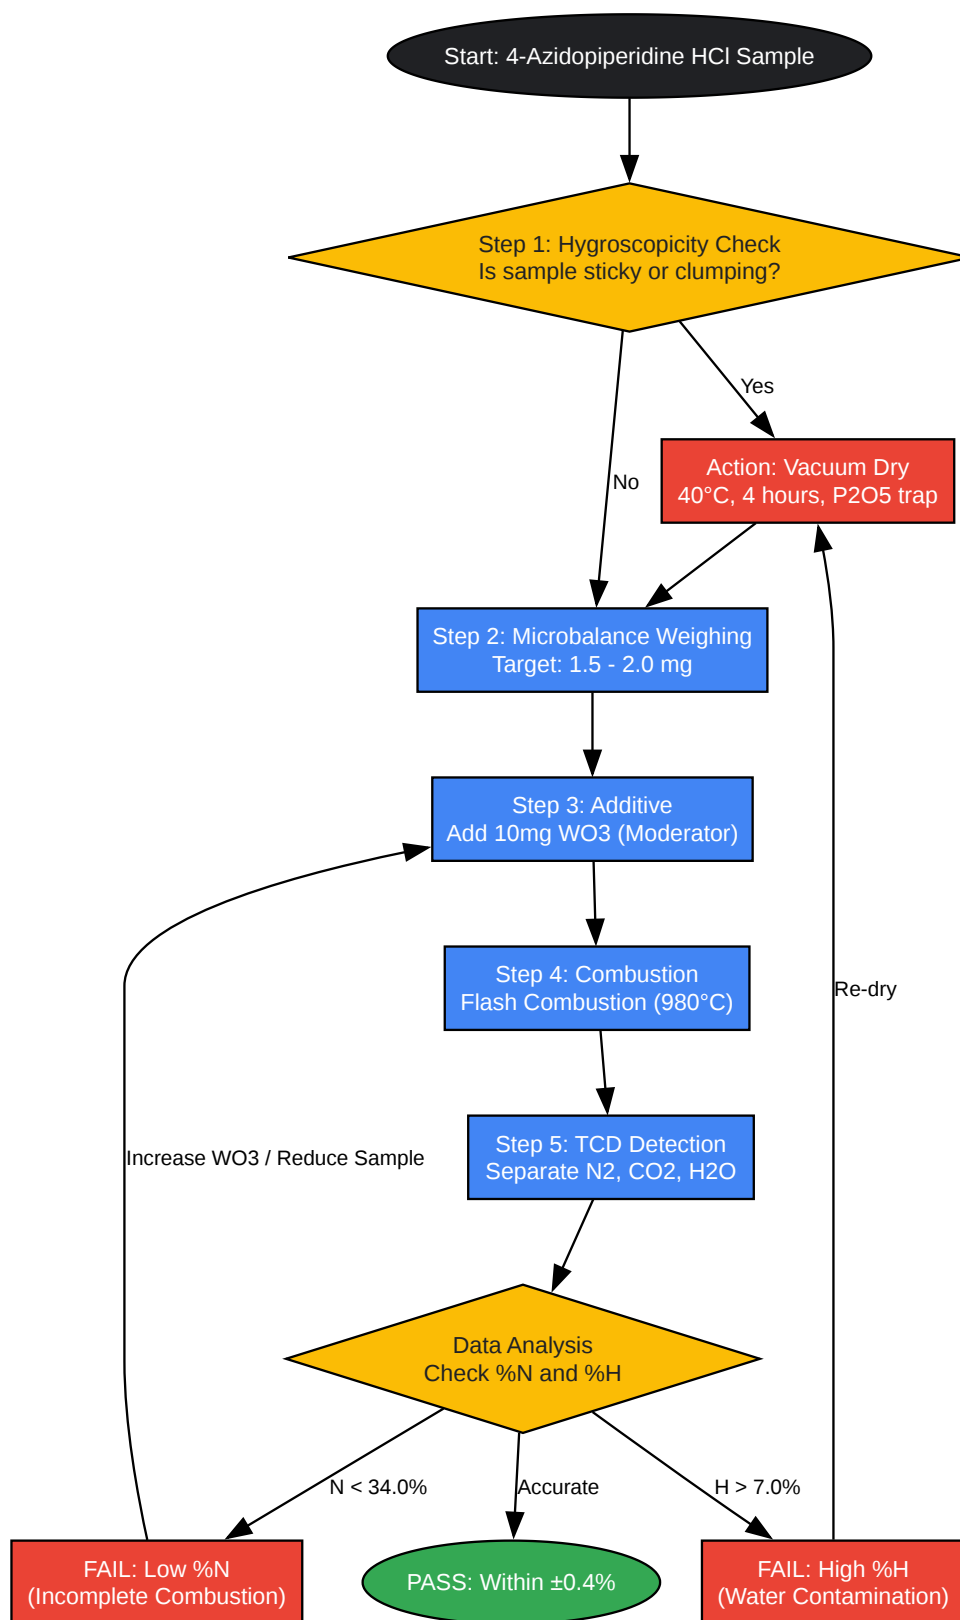 Start: 4-Azidopiperidine HCl Sample
Step 1: Hygroscopicity Check
Is sample sticky or clumping?
Yes
Action: Vacuum Dry
40°C, 4 hours, P2O5 trap
No
Step 2: Microbalance Weighing
Target: 1.5 - 2.0 mg
Step 3: Additive
Add 10mg WO3 (Moderator)
Step 4: Combustion
Flash Combustion (980°C)
Re-dry
Step 5: TCD Detection
Separate N2, CO2, H2O
Increase WO3 / Reduce Sample
Data Analysis
Check %N and %H
N < 34.0%
Accurate
H > 7.0%
FAIL: Low %N
(Incomplete Combustion)
PASS: Within ±0.4%
FAIL: High %H
(Water Contamination)